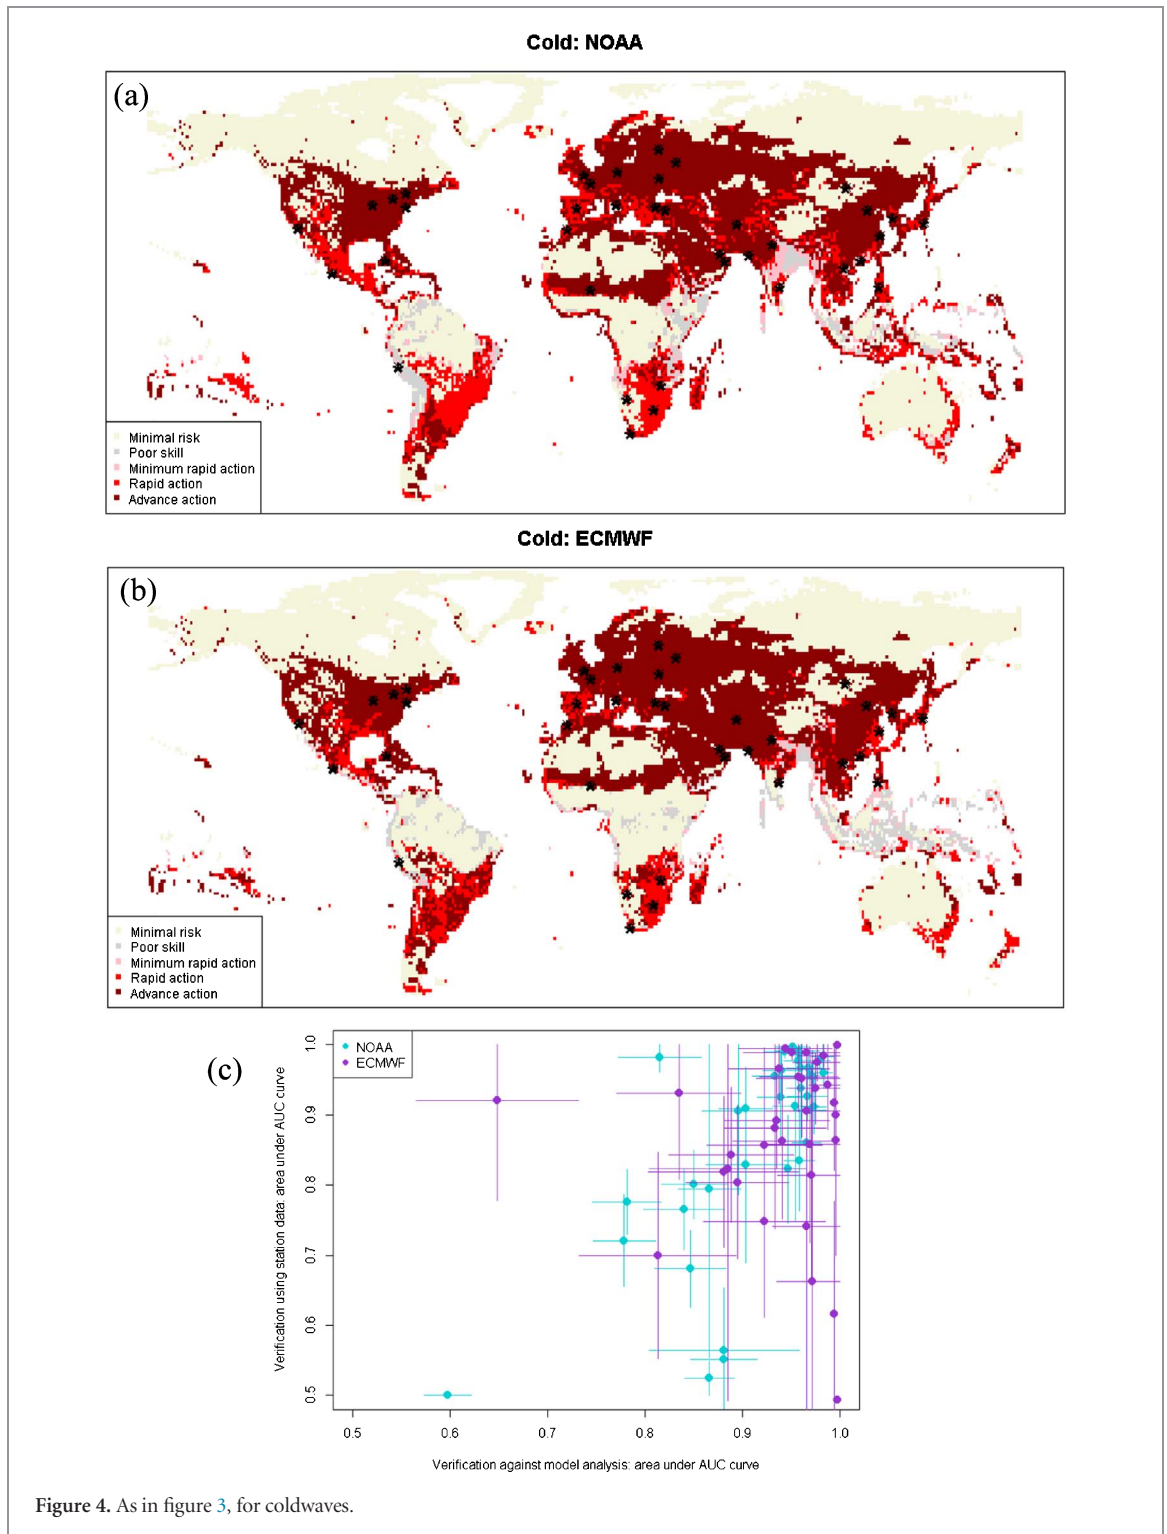 Cold: NOAA
(a)
Minimal risk
Poor skill
Minimum rapid action
Rapid action
Advance action
Cold: ECMWF
(b)
Minimal risk
Poor skill
Minimum rapid action
Rapid action
Advance action
(c)
NOAA
ECMWF
Verification using station data: area under AUC curve
1.0
0.9
0.8
0.7
0.6
0.5
0.5 0.6 0.7 0.8 0.9 1.0
Verification against model analysis: area under AUC curve
Figure 4. As in figure 3, for coldwaves.